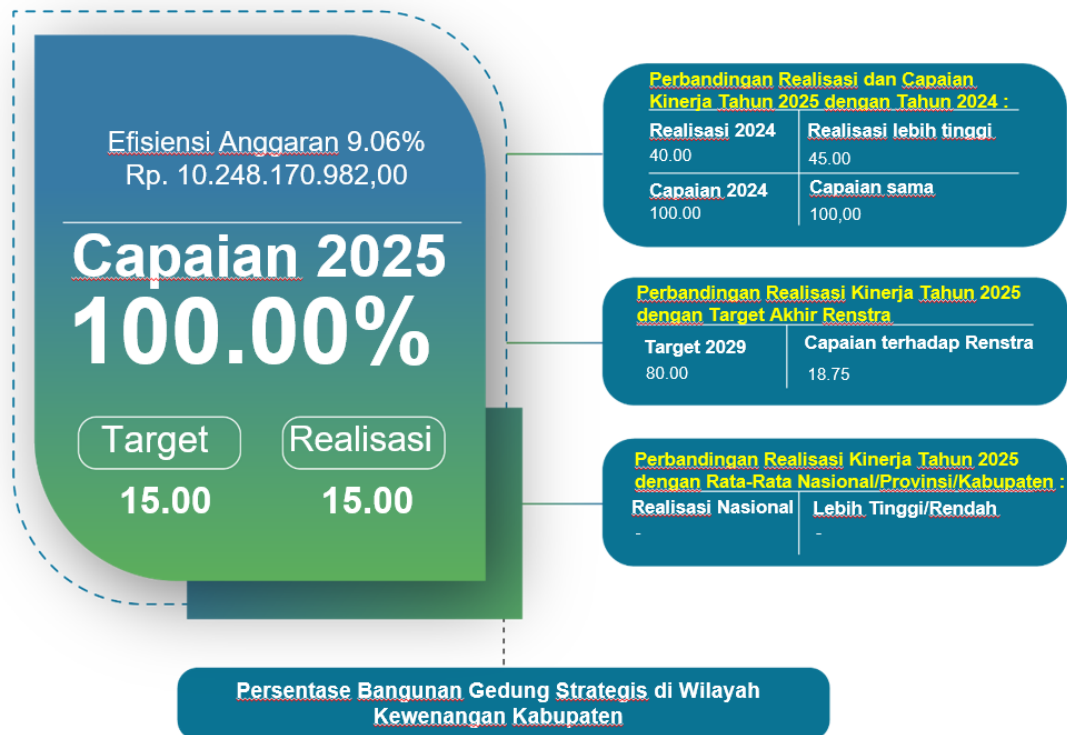 Efisiensi Anggaran 9.06%
Rp. 10.248.170.982,00
Capaian 2025
100.00%
Target
Realisasi
15.00
15.00
Perbandingan Realisasi dan Capaian
Kinerja Tahun 2025 dengan Tahun 2024 :
Realisasi 2024
Realisasi lebih tinggi
40.00
45.00
Capaian 2024
Capaian sama
100.00
100,00
Perbandingan Realisasi Kinerja Tahun 2025
dengan Target Akhir Renstra
Target 2029
Capaian terhadap Renstra
80.00
18.75
Perbandingan Realisasi Kinerja Tahun 2025
dengan Rata-Rata Nasional/Provinsi/Kabupaten :
Realisasi Nasional
Lebih Tinggi/Rendah
-
-
Persentase Bangunan Gedung Strategis di Wilayah
Kewenangan Kabupaten